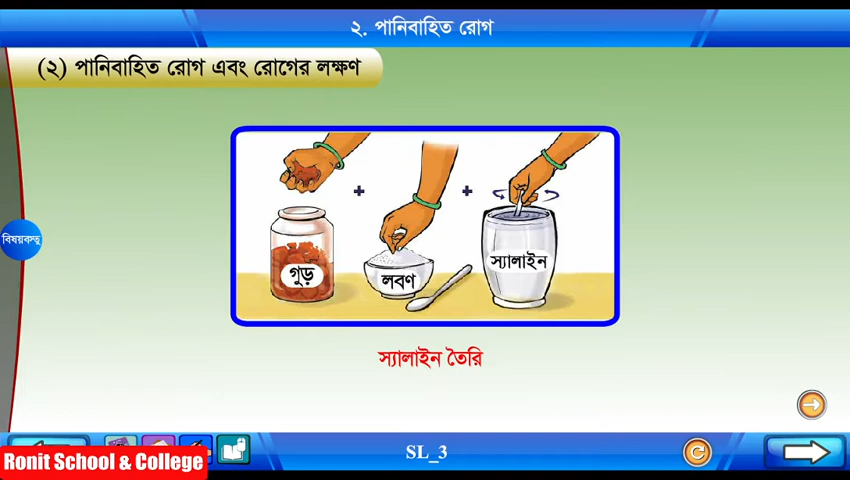 ২. পানিবাহিত রোগ
(২) পানিবাহিত রোগ এবং রোগের লক্ষণ
বিষয়বস্তু
+ +
গুড়
লবণ
স্যালাইন
স্যালাইন তৈরি
SL_3
Ronit School & College